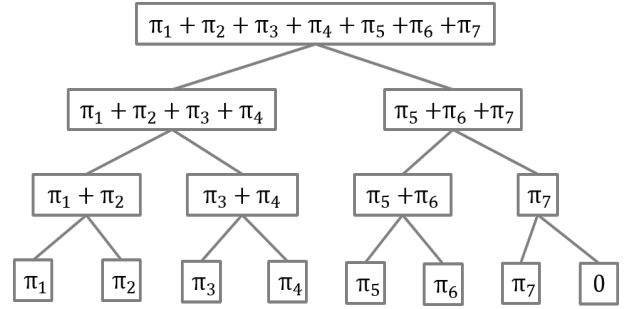 π₁ + π₂ + π₃ + π₄ + π₅ +π₆ +π₇
π₁ + π₂ + π₃ + π₄
π₅ +π₆ +π₇
π₁ + π₂
π₃ + π₄
π₅ +π₆
π₇
π₁
π₂
π₃
π₄
π₅
π₆
π₇
0